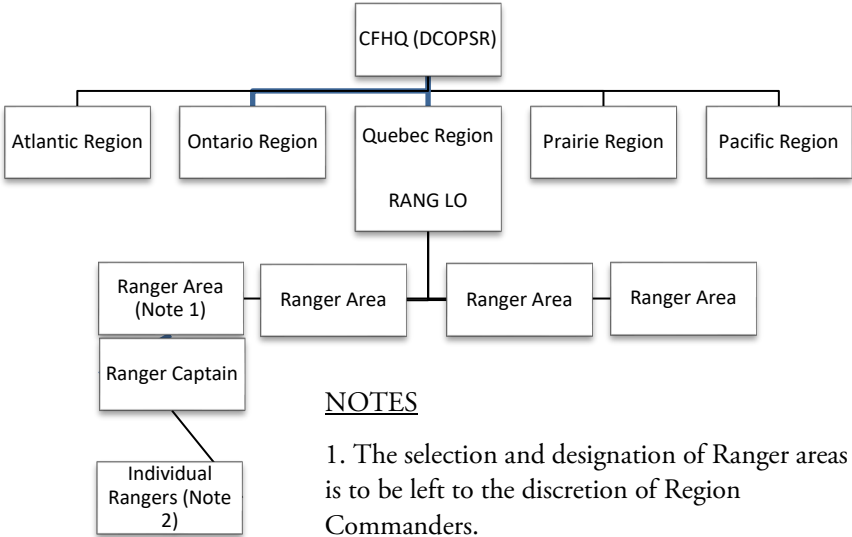 CFHQ (DCOPSR)
Atlantic Region
Ontario Region
Quebec Region
RANG LO
Prairie Region
Pacific Region
Ranger Area
(Note 1)
Ranger Area
Ranger Area
Ranger Area
Ranger Captain
Individual
Rangers (Note
2)
NOTES
1. The selection and designation of Ranger areas
is to be left to the discretion of Region
Commanders.